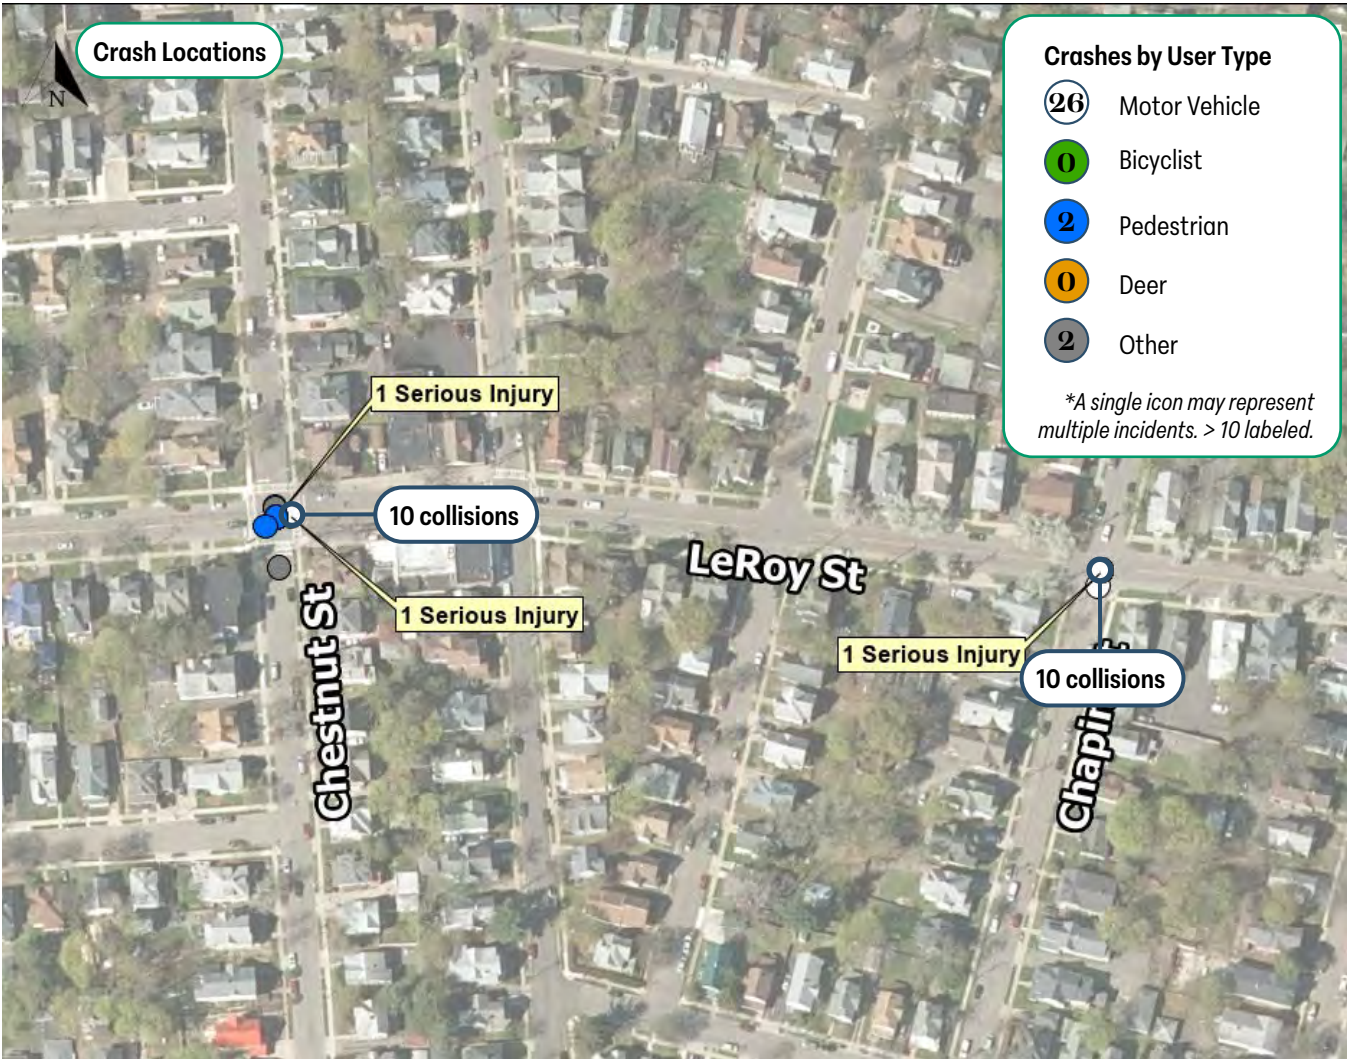 Crash Locations
N
Crashes by User Type
26 Motor Vehicle
0 Bicyclist
2 Pedestrian
0 Deer
2 Other
*A single icon may represent
multiple incidents. > 10 labeled.
1 Serious Injury
10 collisions
LeRoy St
1 Serious Injury
Chestnut St
1 Serious Injury
10 collisions
Chapin